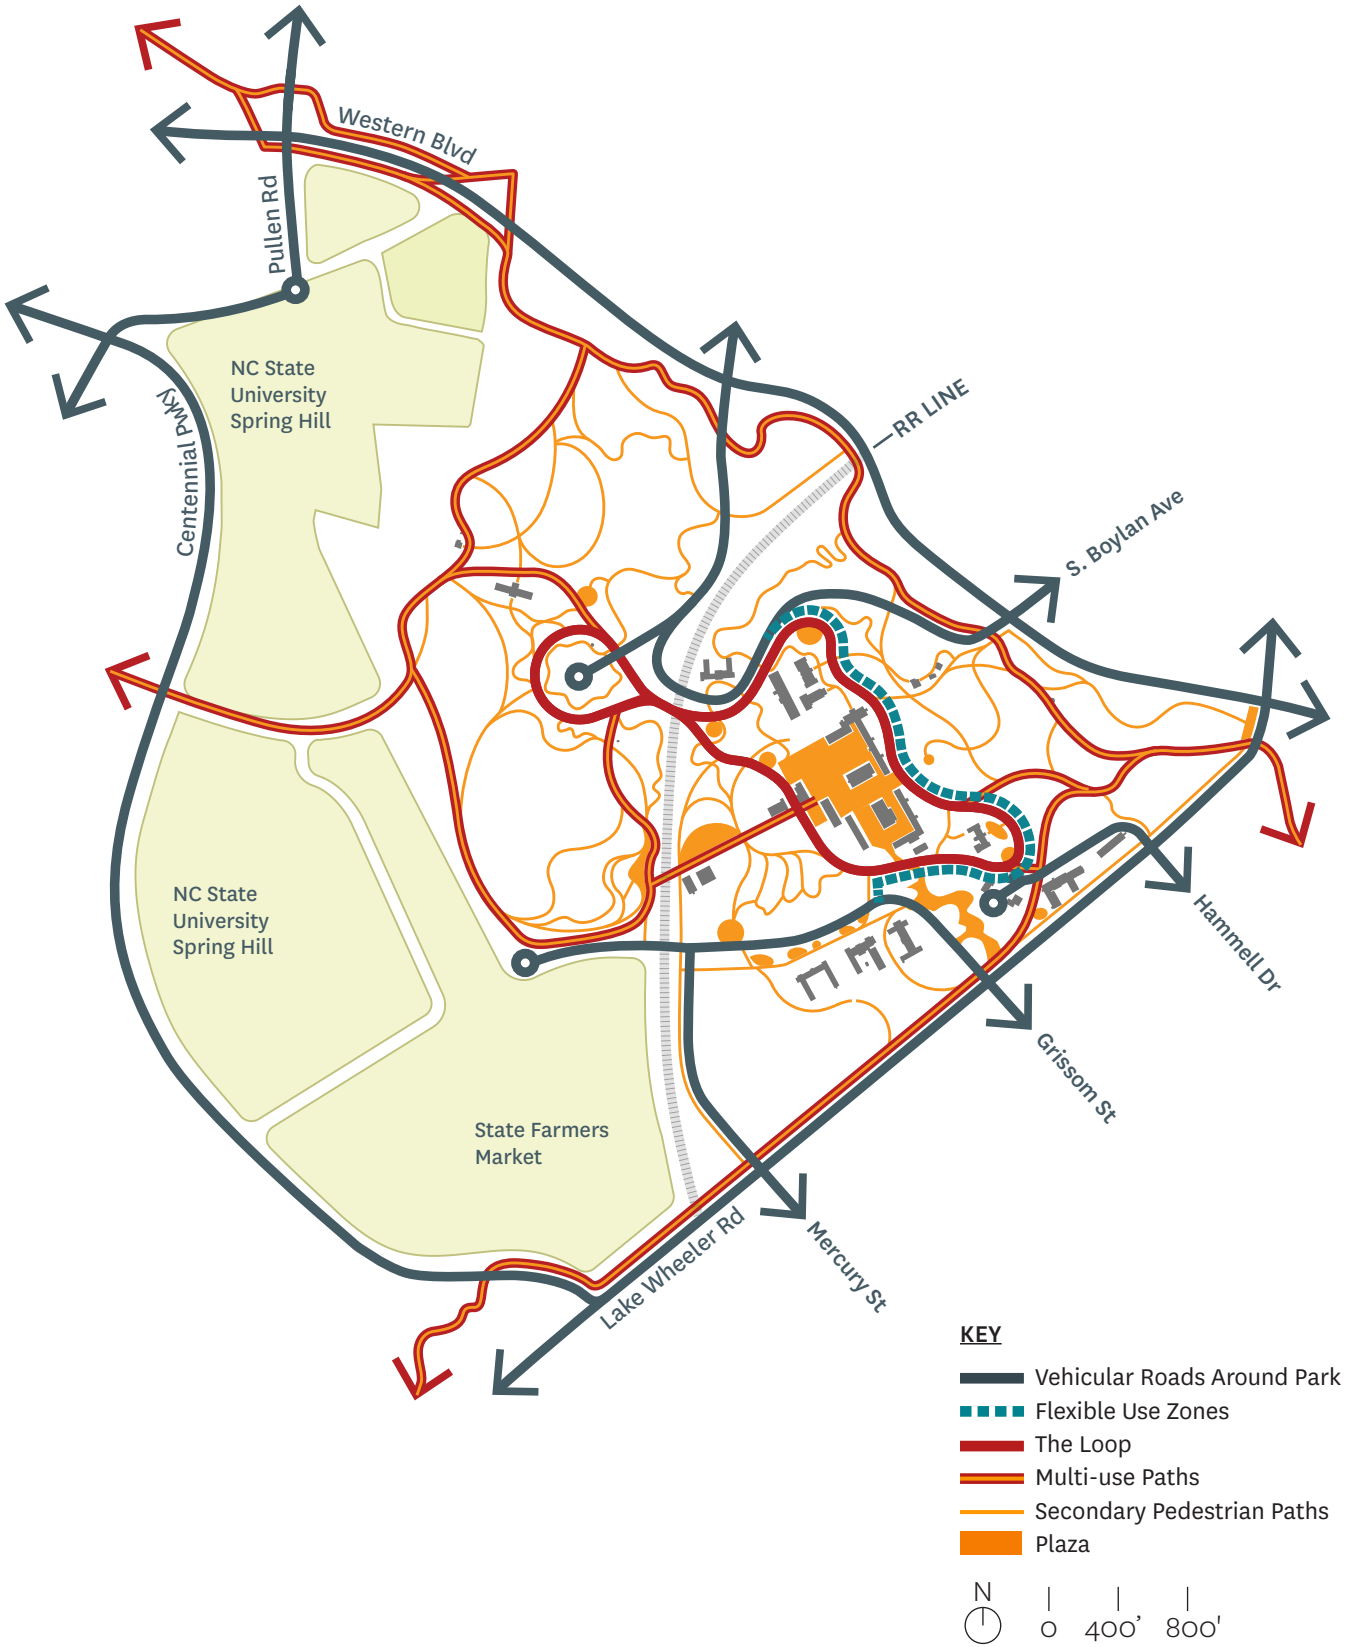 Western Blvd
Pullen Rd
NC State
University
Spring Hill
Centennial Pwky
RR LINE
S. Boylan Ave
NC State
University
Spring Hill
Hammell Dr
Grissom St
State Farmers
Market
Mercury St
Lake Wheeler Rd
KEY
Vehicular Roads Around Park
Flexible Use Zones
The Loop
Multi-use Paths
Secondary Pedestrian Paths
Plaza
N
0 400’ 800'